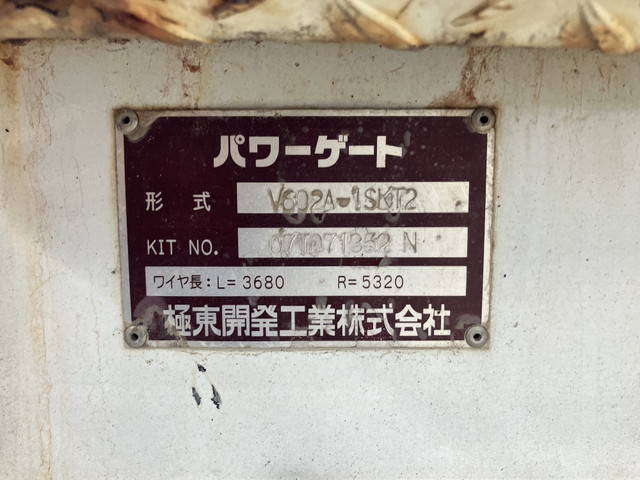 パワーゲート
形式 V602A-1SKT2
KIT NO. N
ワイヤ長:L=3680 R=5320
極東開発工業株式会社